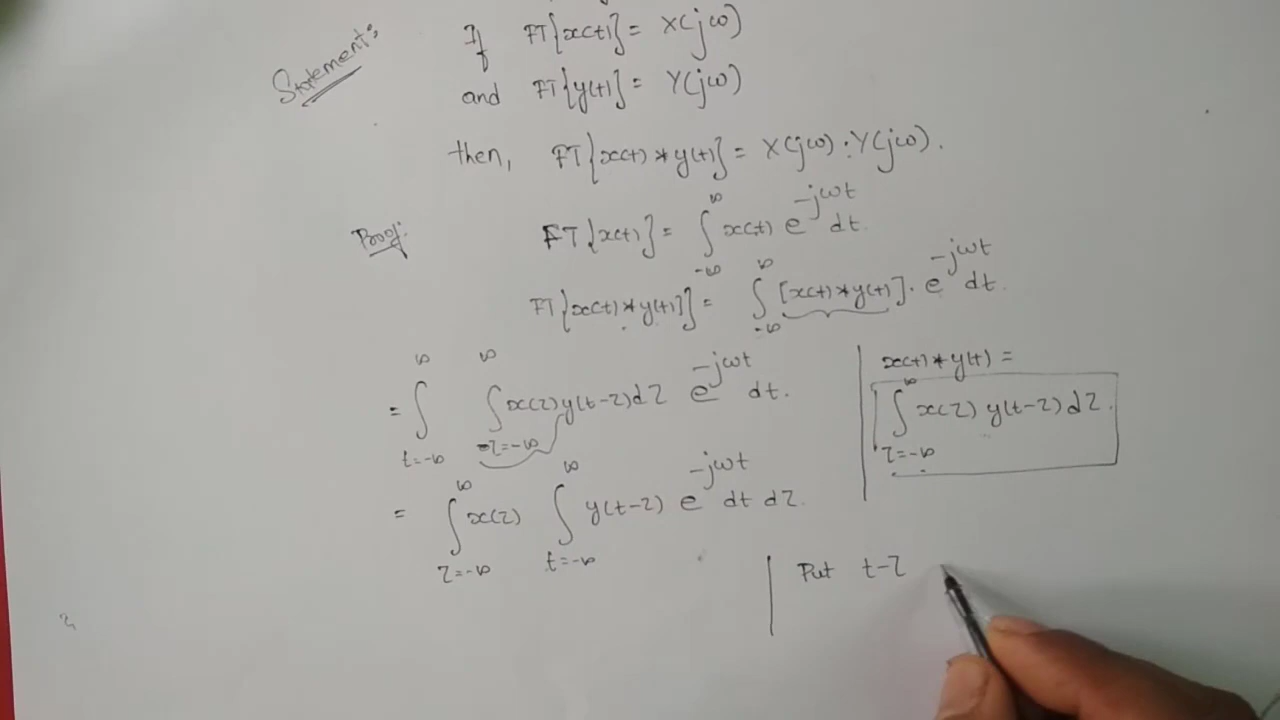 Statement: If FT{x(t)} = X(jω)
and FT{y(t)} = Y(jω)
then, FT{x(t) * y(t)} = X(jω) · Y(jω).
Proof: FT{x(t)} = ∫_{-∞}^{∞} x(t) e^{-jωt} dt.
FT{x(t) * y(t)} = ∫_{-∞}^{∞} [x(t) * y(t)] · e^{-jωt} dt.
= ∫_{t=-∞}^{∞} ∫_{τ=-∞}^{∞} x(τ) y(t-τ) dτ e^{-jωt} dt.
x(t) * y(t) =
∫_{τ=-∞}^{∞} x(τ) y(t-τ) dτ.
= ∫_{τ=-∞}^{∞} x(τ) ∫_{t=-∞}^{∞} y(t-τ) e^{-jωt} dt dτ.
Put t-τ